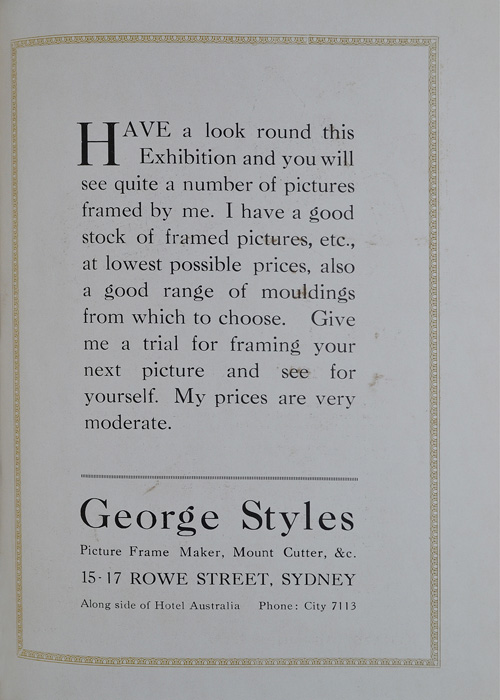 HAVE a look round this
Exhibition and you will
see quite a number of pictures
framed by me. I have a good
stock of framed pictures, etc.,
at lowest possible prices, also
a good range of mouldings
from which to choose. Give
me a trial for framing your
next picture and see for
yourself. My prices are very
moderate.
George Styles
Picture Frame Maker, Mount Cutter, &c.
15-17 ROWE STREET, SYDNEY
Along side of Hotel Australia Phone: City 7113